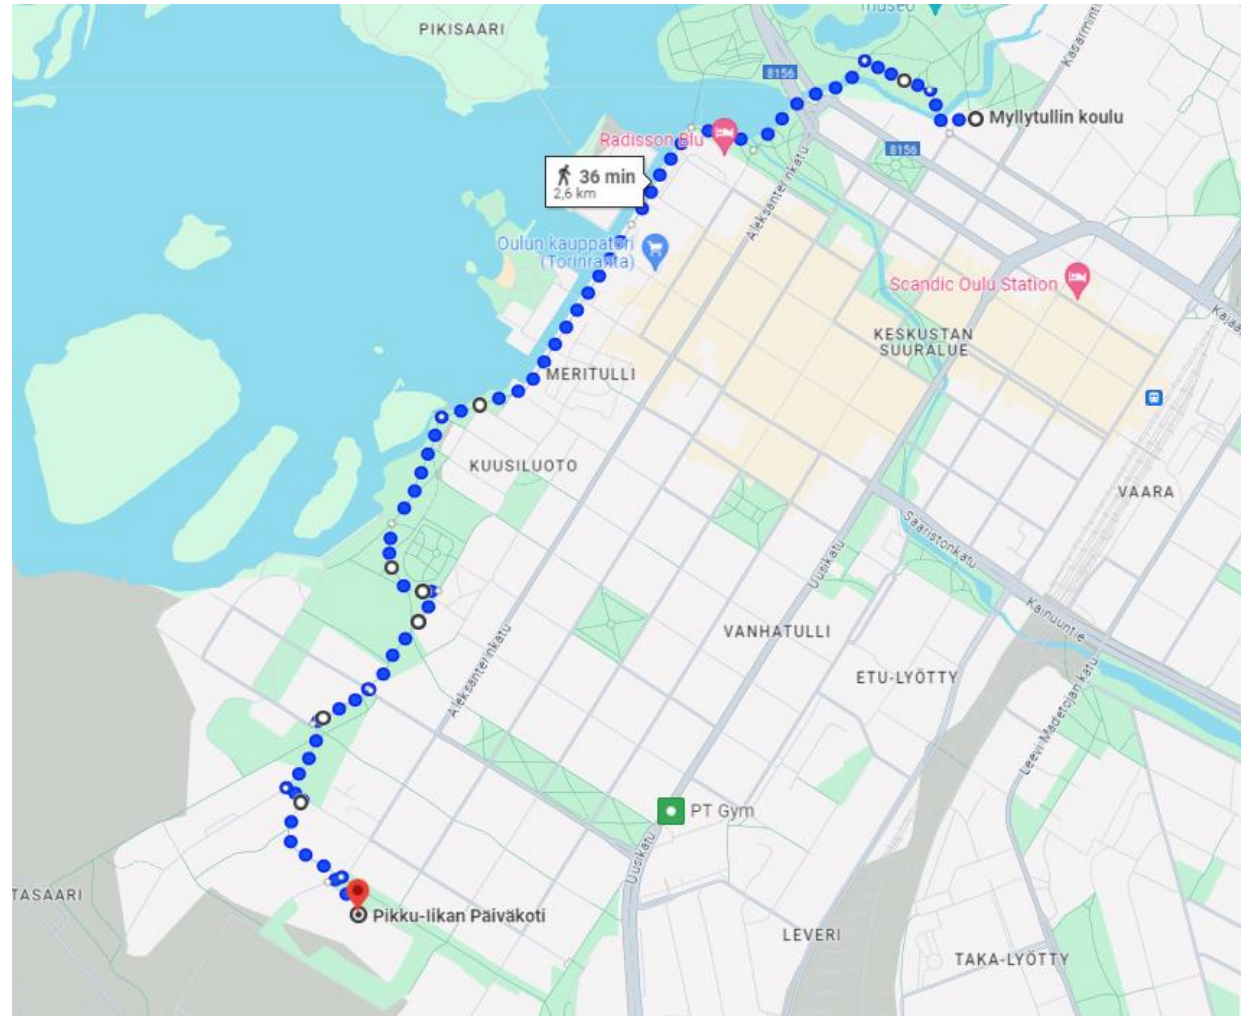 museo
PIKISAARI
Kasarmintu
8156
Myllytullin koulu
Radisson Blu
8156
36 min
2,6 km
Aleksanterinkatu
Oulun kauppatori
(Torinranta)
Scandic Oulu Station
Kajaa
KESKUSTAN
SUURALUE
MERITULLI
KUUSILUOTO
VAARA
Saaristonkatu
Uusikatu
Kainuuntie
VANHATULLI
Aleksanterinkatu
ETU-LYÖTTY
Leevi Madetojan katu
PT Gym
Uusikatu
TASAARI
Pikku-Iikan Päiväkoti
LEVERI
TAKA-LYÖTTY